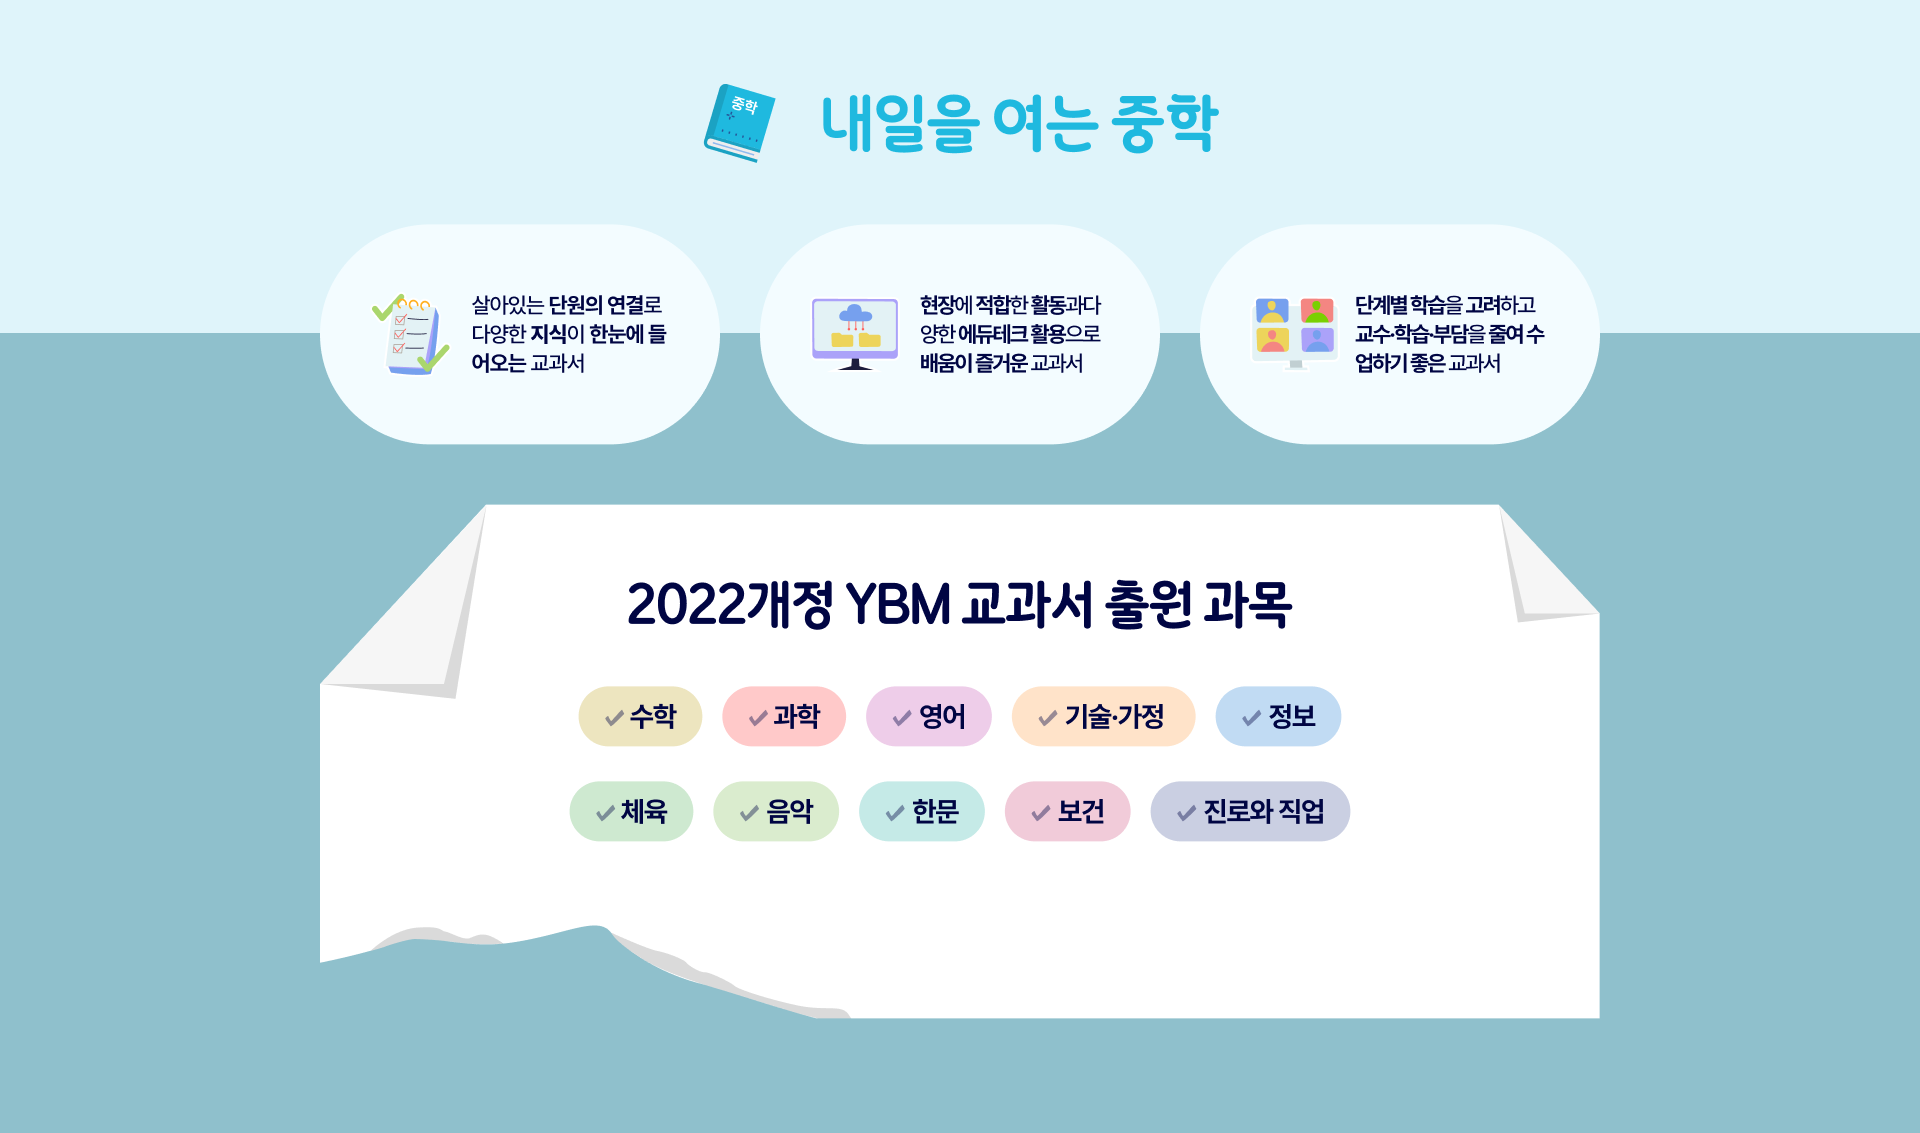 중학
내일을 여는 중학
살아있는 단원의 연결로
다양한 지식이 한눈에 들
어오는 교과서
현장에 적합한 활동과다
양한 에듀테크 활용으로
배움이 즐거운 교과서
단계별 학습을 고려하고
교수·학습·부담을 줄여 수
업하기 좋은 교과서
2022개정 YBM 교과서 출원 과목
수학 과학 영어 기술·가정 정보
체육 음악 한문 보건 진로와 직업